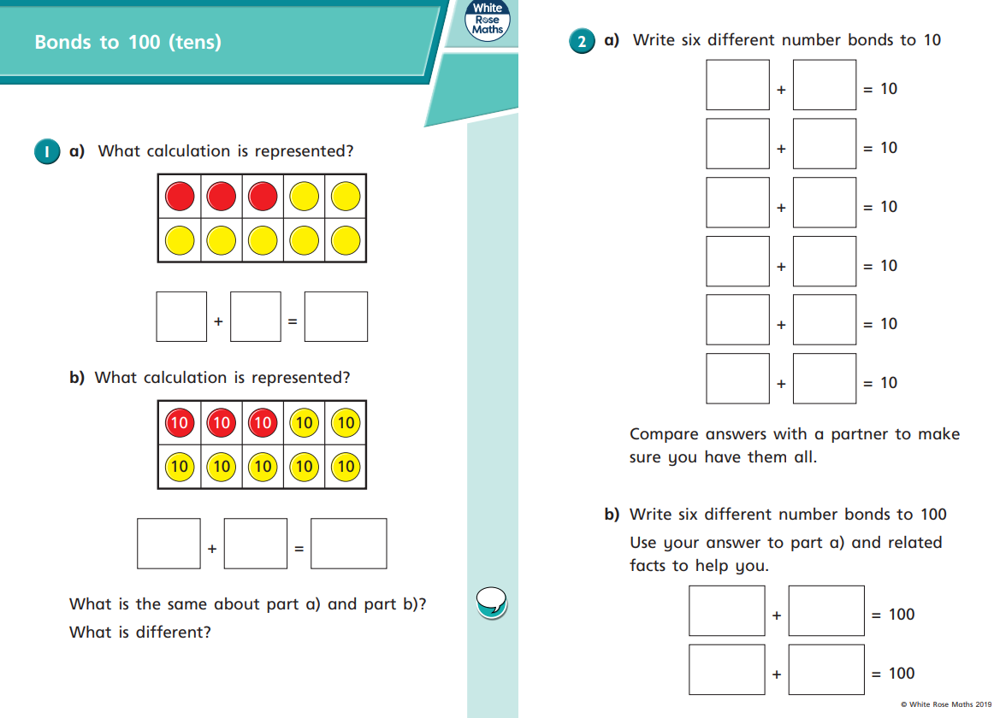 Bonds to 100 (tens)
White
Rose
Maths
1 a) What calculation is represented?
+ =
b) What calculation is represented?
10 10 10 10 10
10 10 10 10 10
+ =
What is the same about part a) and part b)?
What is different?
2 a) Write six different number bonds to 10
+ = 10
+ = 10
+ = 10
+ = 10
+ = 10
+ = 10
Compare answers with a partner to make
sure you have them all.
b) Write six different number bonds to 100
Use your answer to part a) and related
facts to help you.
+ = 100
+ = 100
© White Rose Maths 2019